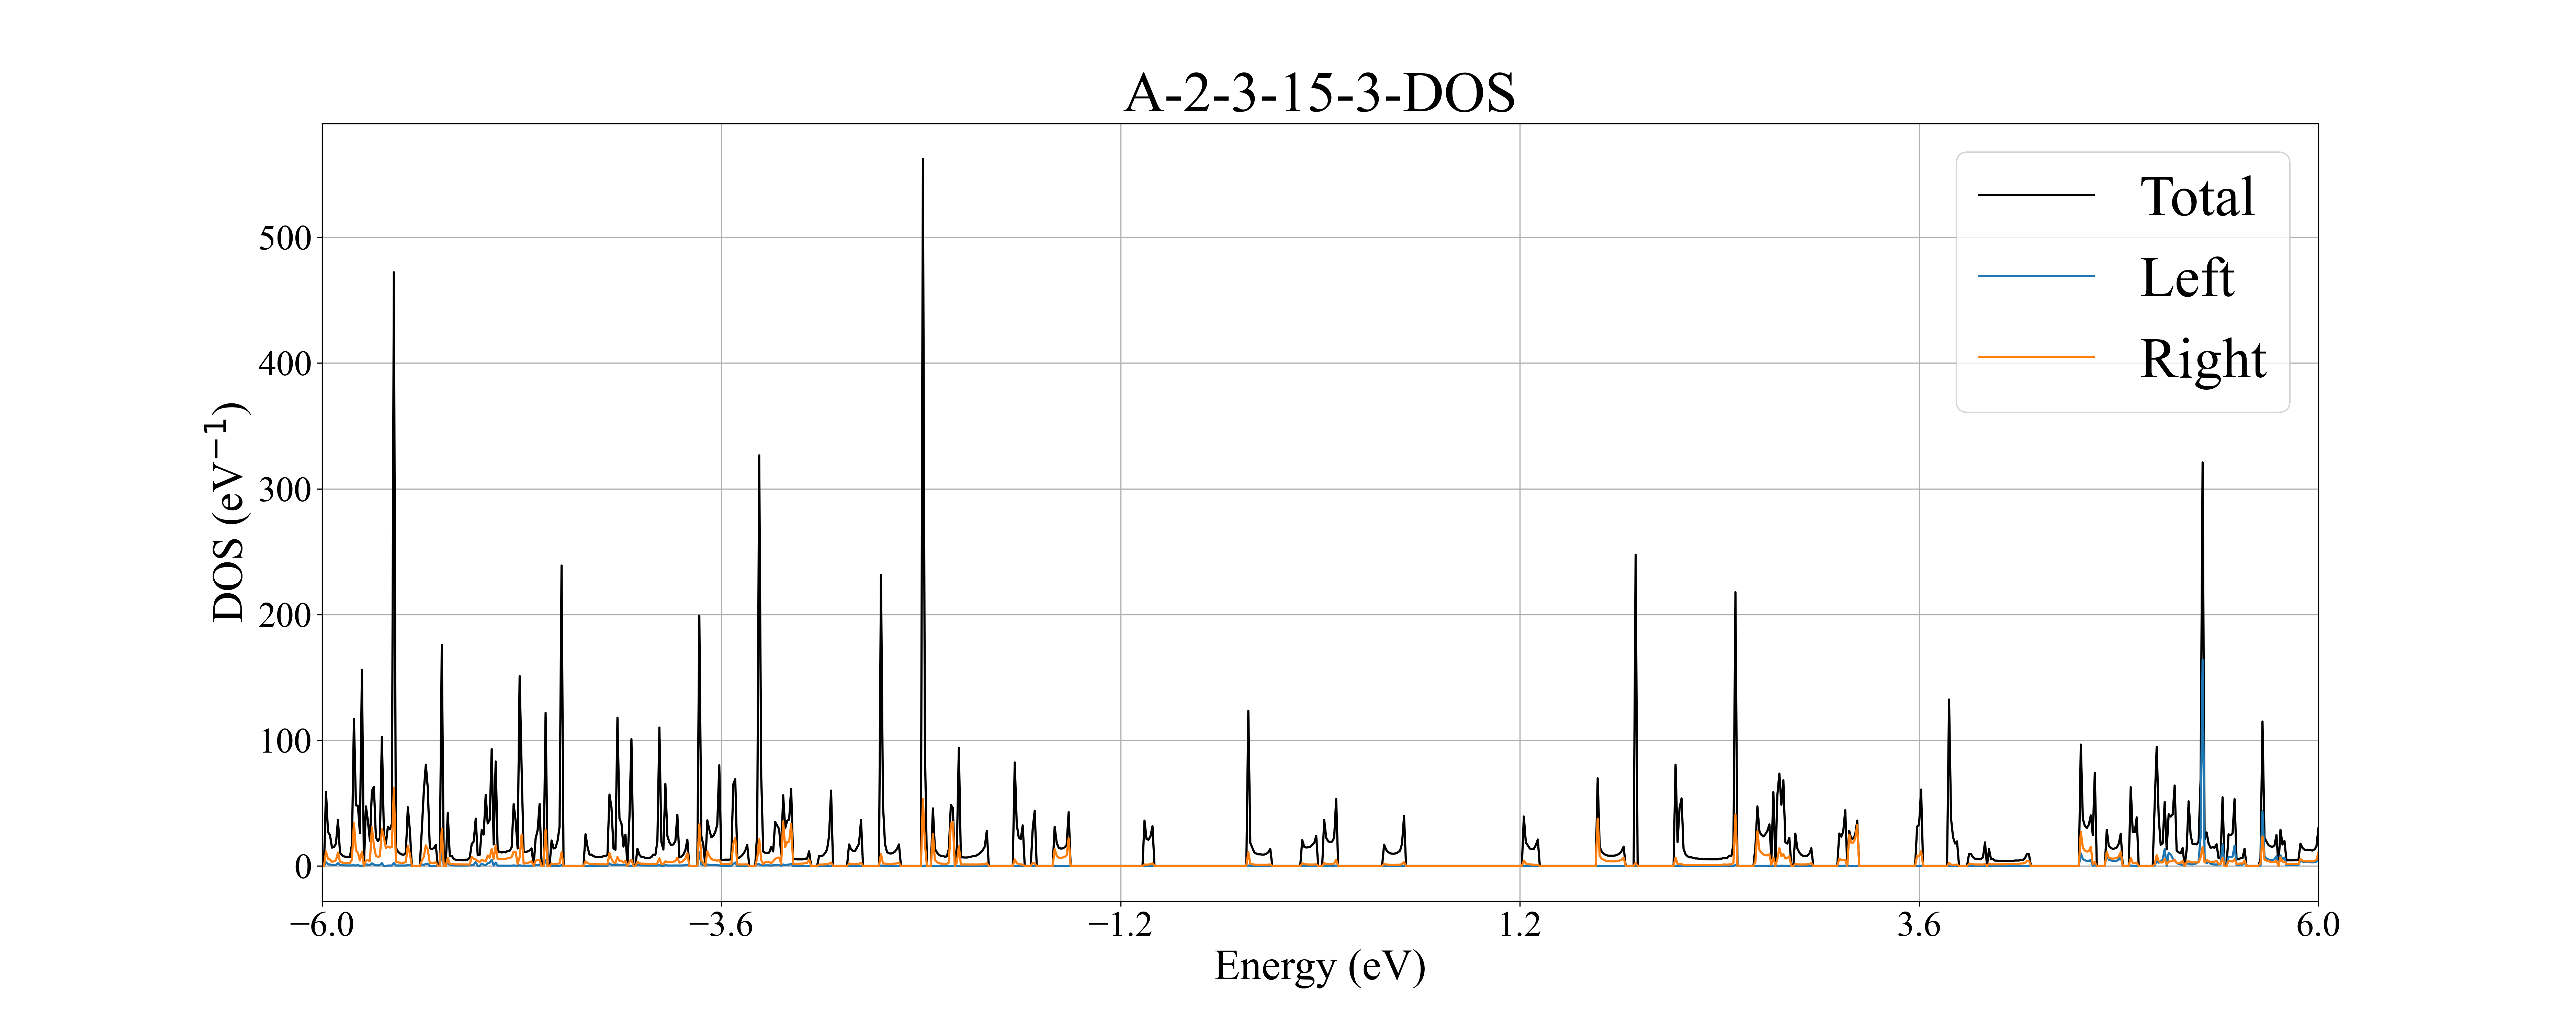 A-2-3-15-3-DOS
Total
Left
Right
500
400
300
200
100
0
DOS (eV⁻¹)
−6.0 −3.6 −1.2 1.2 3.6 6.0
Energy (eV)